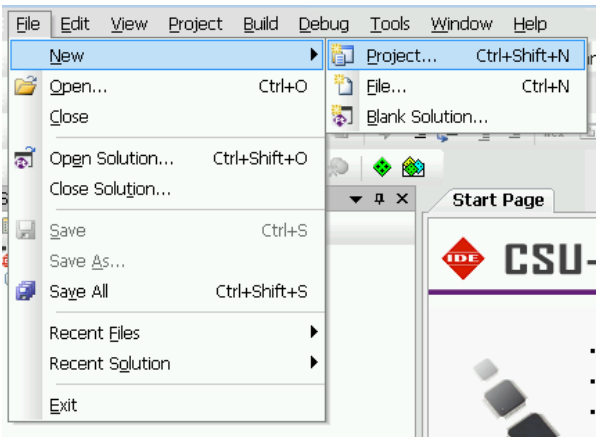 File Edit View Project Build Debug Tools Window Help
New
Project... Ctrl+Shift+N
Open... Ctrl+O
File... Ctrl+N
Close
Blank Solution...
Open Solution... Ctrl+Shift+O
Close Solution...
Start Page
Save Ctrl+S
IDE CSU-
Save As...
Save All Ctrl+Shift+S
Recent Files
Recent Solution
Exit